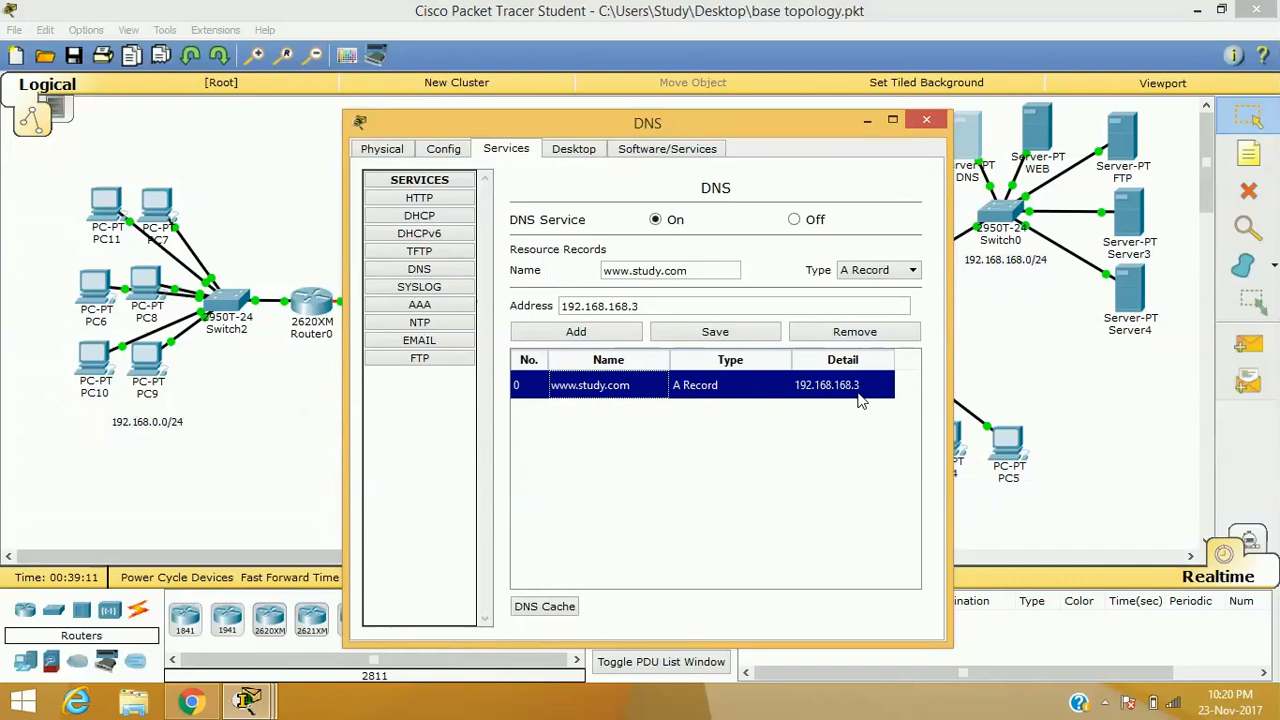 Cisco Packet Tracer Student - C:\Users\Study\Desktop\base topology.pkt
File Edit Options View Tools Extensions Help
Logical
[Root]
New Cluster
Move Object
Set Tiled Background
Viewport
DNS
Physical
Config
Services
Desktop
Software/Services
SERVICES
HTTP
DHCP
DHCPv6
TFTP
DNS
SYSLOG
AAA
NTP
EMAIL
FTP
DNS
DNS Service
On
Off
Resource Records
Name
www.study.com
Type
A Record
Address
192.168.168.3
Add
Save
Remove
No. Name Type Detail
0 www.study.com A Record 192.168.168.3
DNS Cache
PC-PT
PC11
PC-PT
PC7
PC-PT
PC6
PC-PT
PC8
PC-PT
PC10
PC-PT
PC9
2950T-24
Switch2
2620XM
Router0
192.168.0.0/24
DNS
Server-PT
WEB
Server-PT
FTP
2950T-24
Switch0
Server-PT
Server3
192.168.168.0/24
Server-PT
Server4
PC-PT
PC5
Time: 00:39:11
Power Cycle Devices Fast Forward Time
Realtime
Routers
1841
1941
2620XM
2621XM
2811
Toggle PDU List Window
Type Color Time(sec) Periodic Num
10:20 PM
23-Nov-2017